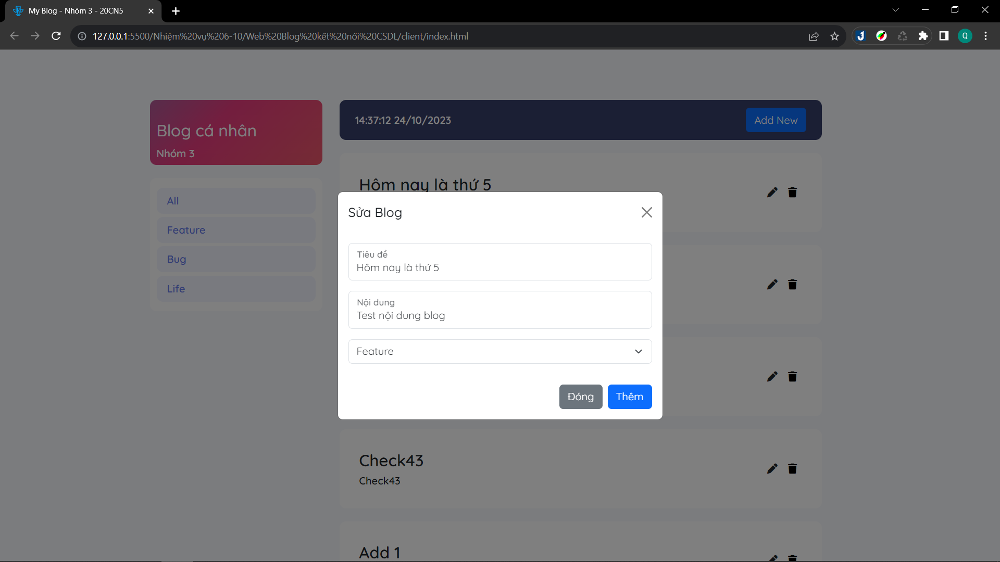 My Blog - Nhóm 3 - 20CN5
127.0.0.1:5500/Nhiệm%20vụ%206-10/Web%20Blog%20kết%20nối%20CSDL/client/index.html
Q
Blog cá nhân
Nhóm 3
All
Feature
Bug
Life
14:37:12 24/10/2023
Add New
Hôm nay là thứ 5
Sửa Blog
Tiêu đề
Hôm nay là thứ 5
Nội dung
Test nội dung blog
Feature
Đóng
Thêm
Check43
Check43
Add 1